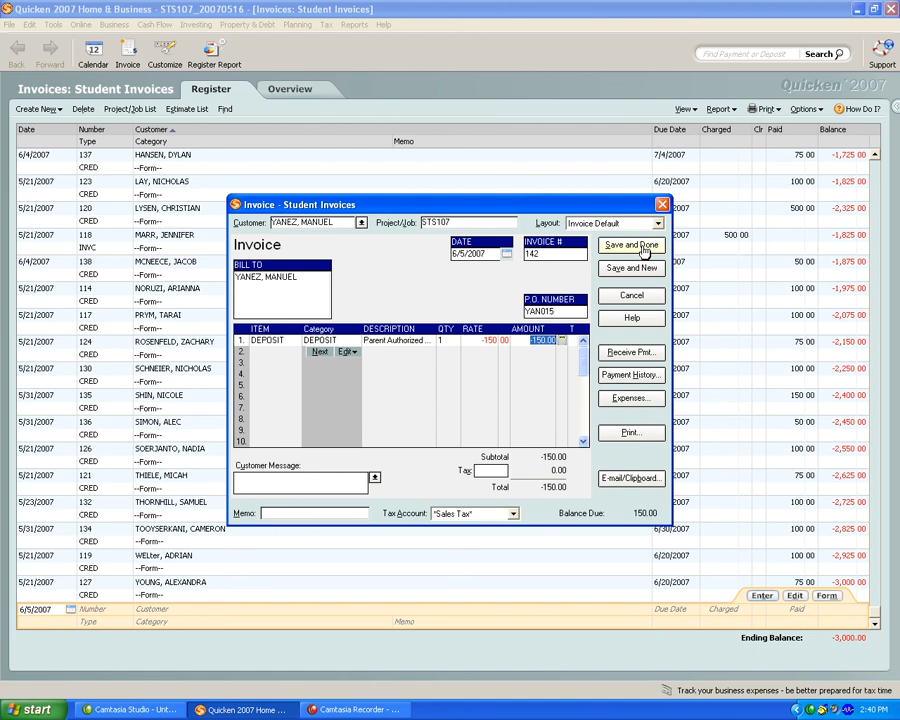 Quicken 2007 Home & Business - STS107_20070516 - [Invoices: Student Invoices]
File Edit Tools Online Business Cash Flow Investing Property & Debt Planning Tax Reports Help
Back Forward Calendar Invoice Customize Register Report Find Payment or Deposit Search Support
12
Invoices: Student Invoices Register Overview Quicken 2007
Create New Delete Project/Job List Estimate List Find View Report Print Options How Do I?
Date Number Customer Due Date Charged Clr Paid Balance
Type Category Memo
6/4/2007 137 HANSEN, DYLAN 7/4/2007 75 00 -1,725 00
CRED --Form--
5/21/2007 123 LAY, NICHOLAS 6/20/2007 100 00 -1,825 00
CRED --Form--
5/21/2007 120 LYSEN, CHRISTIAN 100 00 -2,325 00
CRED --Form--
5/21/2007 118 MARR, JENNIFER 500 00 -1,825 00
INVC --Form--
6/4/2007 138 MCNEECE, JACOB -1,875 00
CRED --Form--
5/21/2007 114 NORUZI, ARIANNA -1,975 00
CRED --Form--
5/21/2007 117 PRYM, TARAI -2,075 00
CRED --Form--
5/21/2007 124 ROSENFELD, ZACHARY -2,150 00
CRED --Form--
5/21/2007 130 SCHNEIER, NICHOLAS -2,250 00
CRED --Form--
5/31/2007 135 SHIN, NICOLE 150 00 -2,400 00
CRED --Form--
5/31/2007 136 SIMON, ALEC 50 00 -2,450 00
CRED --Form--
5/21/2007 126 SOERJANTO, NADIA 100 00 -2,550 00
CRED --Form--
5/21/2007 121 THIELE, MICAH 75 00 -2,625 00
CRED --Form--
5/23/2007 132 THORNHILL, SAMUEL 100 00 -2,725 00
CRED --Form--
5/31/2007 134 TOOYSERKANI, CAMERON 6/30/2007 100 00 -2,825 00
CRED --Form--
5/21/2007 119 WELter, ADRIAN 6/20/2007 100 00 -2,925 00
CRED --Form--
5/21/2007 127 YOUNG, ALEXANDRA 6/20/2007 75 00 -3,000 00
CRED --Form--
Enter Edit Form
6/5/2007 Number Customer Due Date Charged Paid
Type Category Memo
Ending Balance: -3,000.00
Invoice - Student Invoices
Customer: YANEZ, MANUEL Project/Job: STS107 Layout: Invoice Default
Invoice
DATE INVOICE #
6/5/2007 142
BILL TO
YANEZ, MANUEL
P.O. NUMBER
YAN015
ITEM Category DESCRIPTION QTY RATE AMOUNT T
1. DEPOSIT DEPOSIT Parent Authorized ... 1 -150 00 -150.00
2. Next Edit
3.
4.
5.
6.
7.
8.
9.
10.
Subtotal -150.00
Customer Message: Tax: 0.00
Total -150.00
Memo: Tax Account: *Sales Tax* Balance Due: 150.00
Save and Done
Save and New
Cancel
Help
Receive Pmt...
Payment History...
Expenses...
Print...
E-mail/Clipboard...
Track your business expenses - be better prepared for tax time
start Camtasia Studio - Unt... Quicken 2007 Home ... Camtasia Recorder - ... 2:40 PM